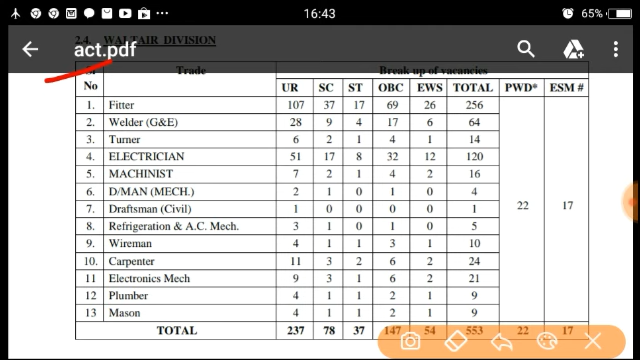 16:43
65%
2.4. WALTAIR DIVISION
act.pdf
Sl No Trade Break up of vacancies
UR SC ST OBC EWS TOTAL PWD* ESM #
1. Fitter 107 37 17 69 26 256
2. Welder (G&E) 28 9 4 17 6 64
3. Turner 6 2 1 4 1 14
4. ELECTRICIAN 51 17 8 32 12 120
5. MACHINIST 7 2 1 4 2 16
6. D/MAN (MECH.) 2 1 0 1 0 4
7. Draftsman (Civil) 1 0 0 0 0 1 22 17
8. Refrigeration & A.C. Mech. 3 1 0 1 0 5
9. Wireman 4 1 1 3 1 10
10. Carpenter 11 3 2 6 2 24
11 Electronics Mech 9 3 1 6 2 21
12 Plumber 4 1 1 2 1 9
13 Mason 4 1 1 2 1 9
TOTAL 237 78 37 147 54 553 22 17